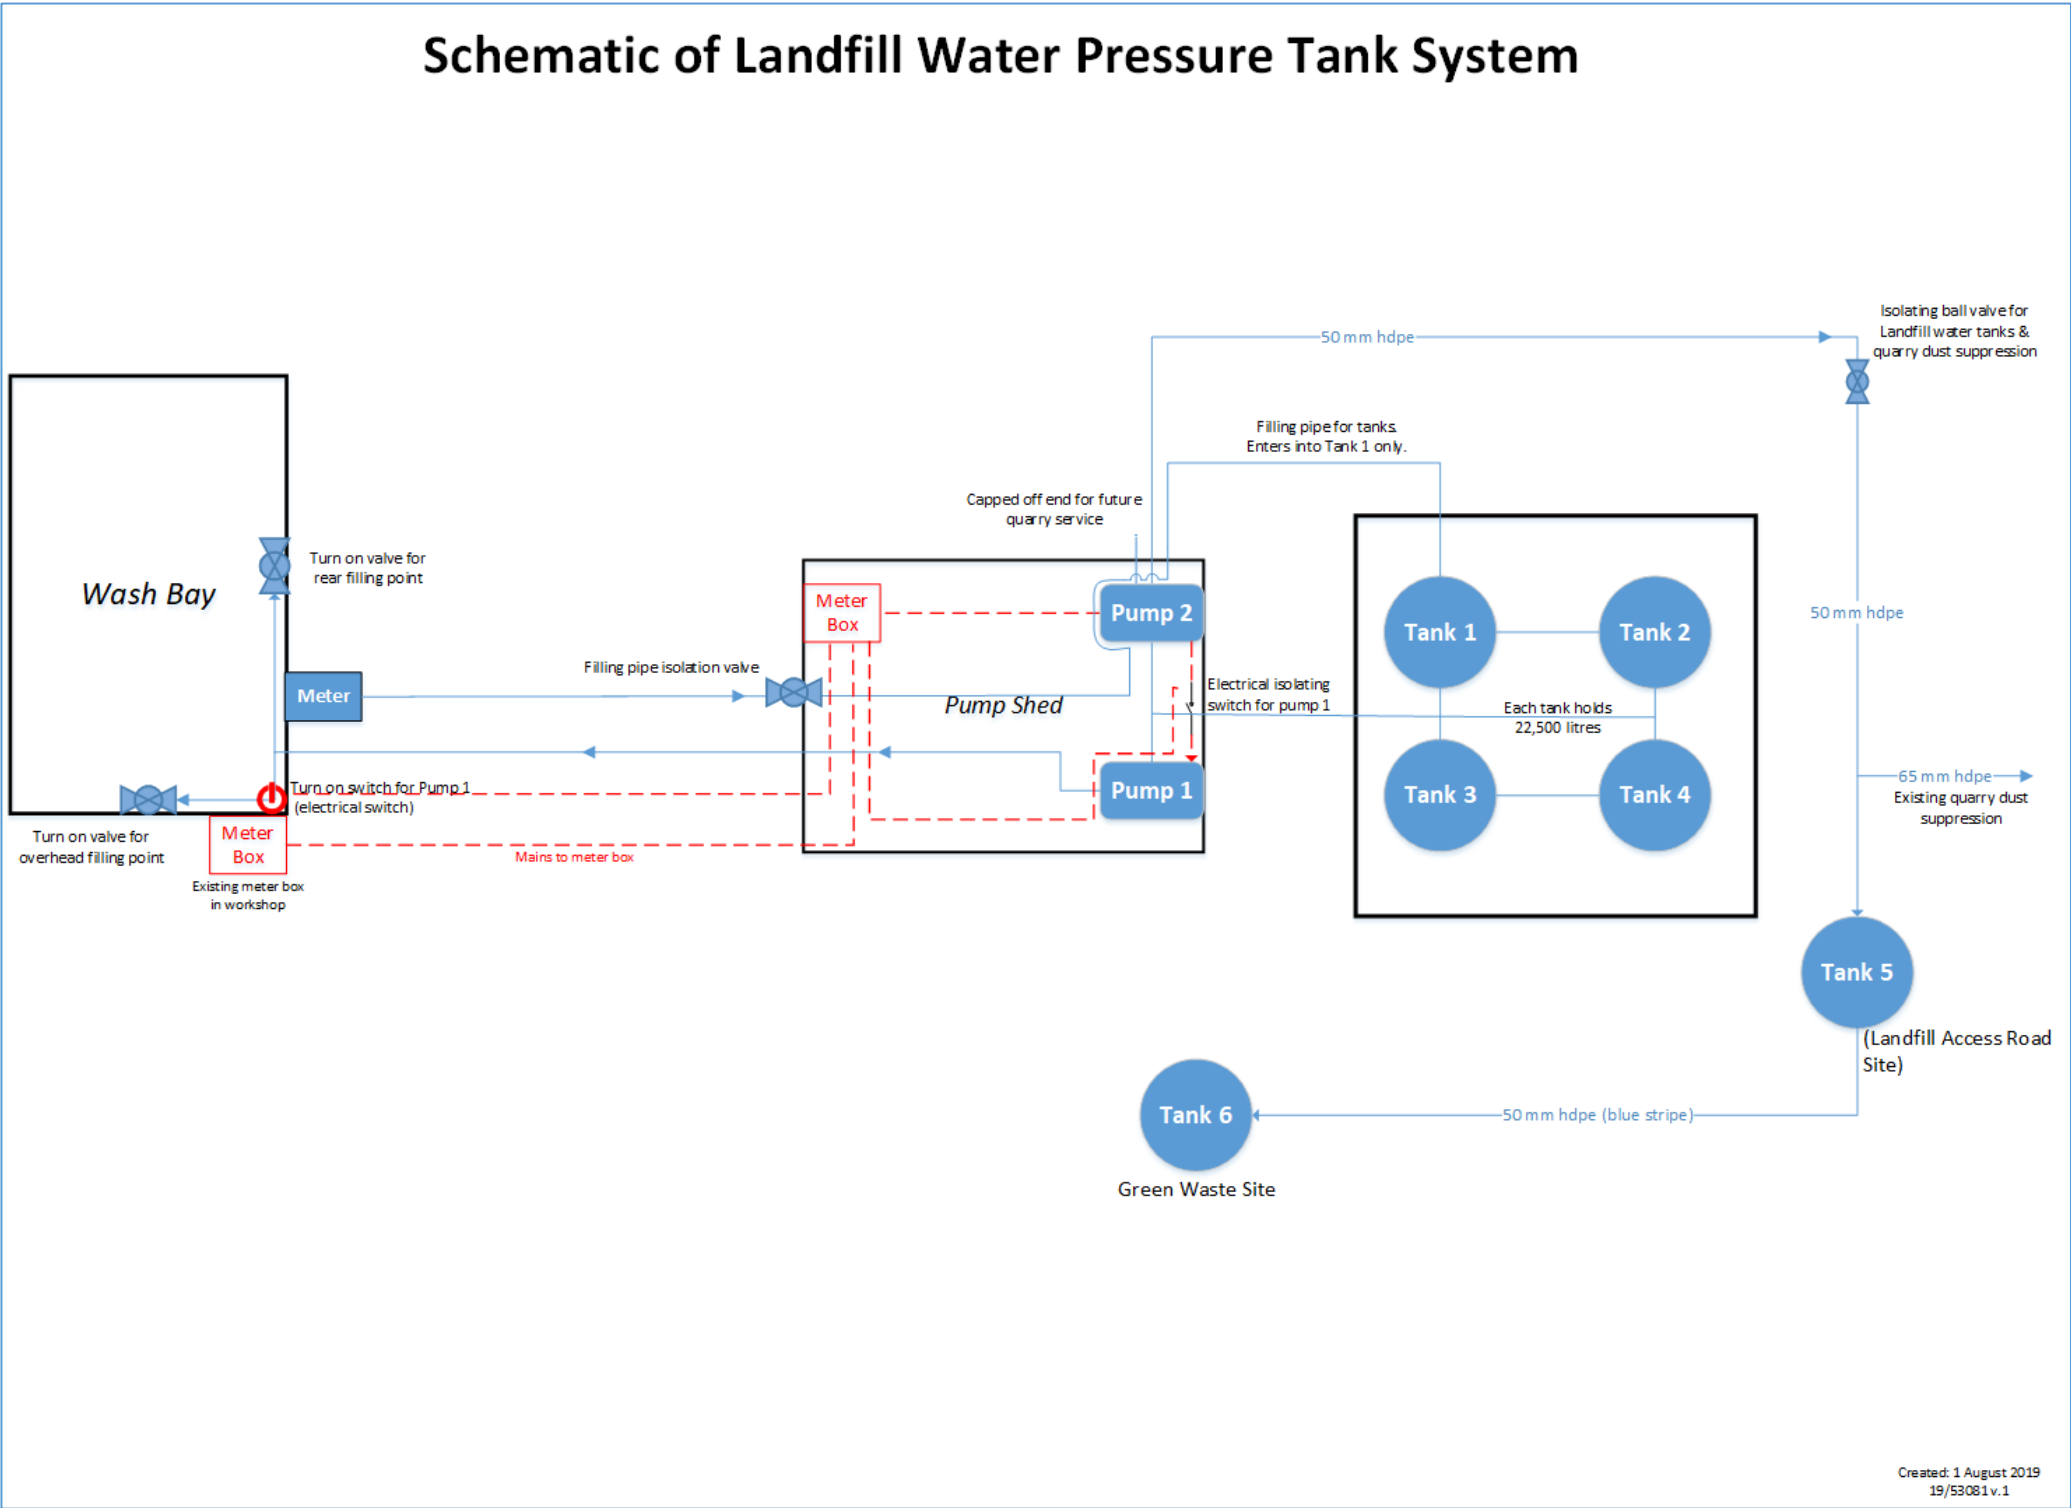 Schematic of Landfill Water Pressure Tank System
Isolating ball valve for
Landfill water tanks &
quarry dust suppression
50 mm hdpe
Filling pipe for tanks.
Enters into Tank 1 only.
Capped off end for future
quarry service
Turn on valve for
rear filling point
Wash Bay
Meter
Box
Pump 2
Tank 1
Tank 2
50 mm hdpe
Filling pipe isolation valve
Meter
Pump Shed
Electrical isolating
switch for pump 1
Each tank holds
22,500 litres
Turn on switch for Pump 1
(electrical switch)
Pump 1
Tank 3
Tank 4
65 mm hdpe
Existing quarry dust
suppression
Turn on valve for
overhead filling point
Meter
Box
Mains to meter box
Existing meter box
in workshop
Tank 5
(Landfill Access Road
Site)
Tank 6
50 mm hdpe (blue stripe)
Green Waste Site
Created: 1 August 2019
19/53081 v.1